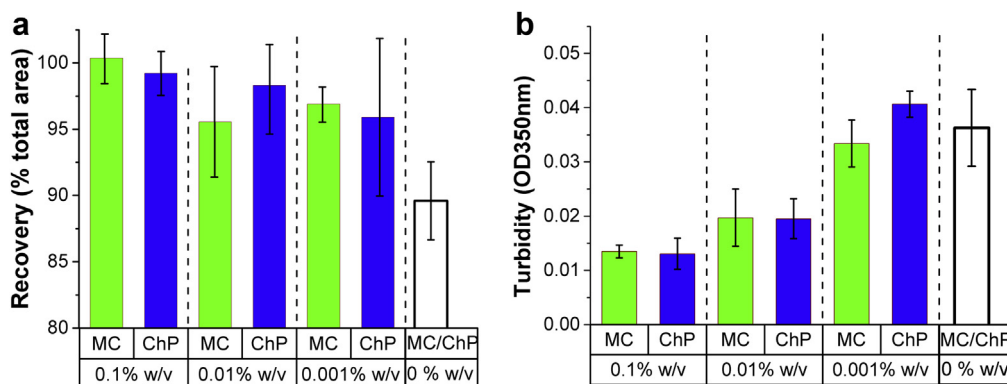 a
Recovery (% total area)
100
95
90
85
80
MC ChP MC ChP MC ChP MC/ChP
0.1% w/v 0.01% w/v 0.001% w/v 0 % w/v
b
Turbidity (OD350nm)
0.05
0.04
0.03
0.02
0.01
0.00
MC ChP MC ChP MC ChP MC/ChP
0.1% w/v 0.01% w/v 0.001% w/v 0 % w/v